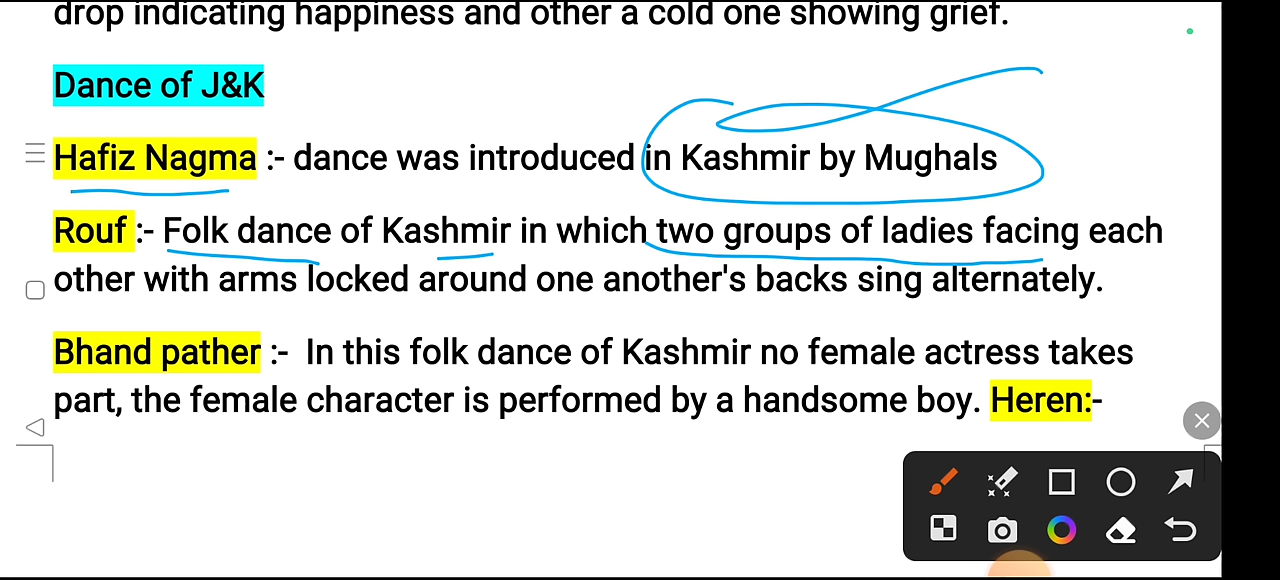 drop indicating happiness and other a cold one showing grief.
Dance of J&K
Hafiz Nagma :- dance was introduced in Kashmir by Mughals
Rouf :- Folk dance of Kashmir in which two groups of ladies facing each
other with arms locked around one another's backs sing alternately.
Bhand pather :- In this folk dance of Kashmir no female actress takes
part, the female character is performed by a handsome boy. Heren:-